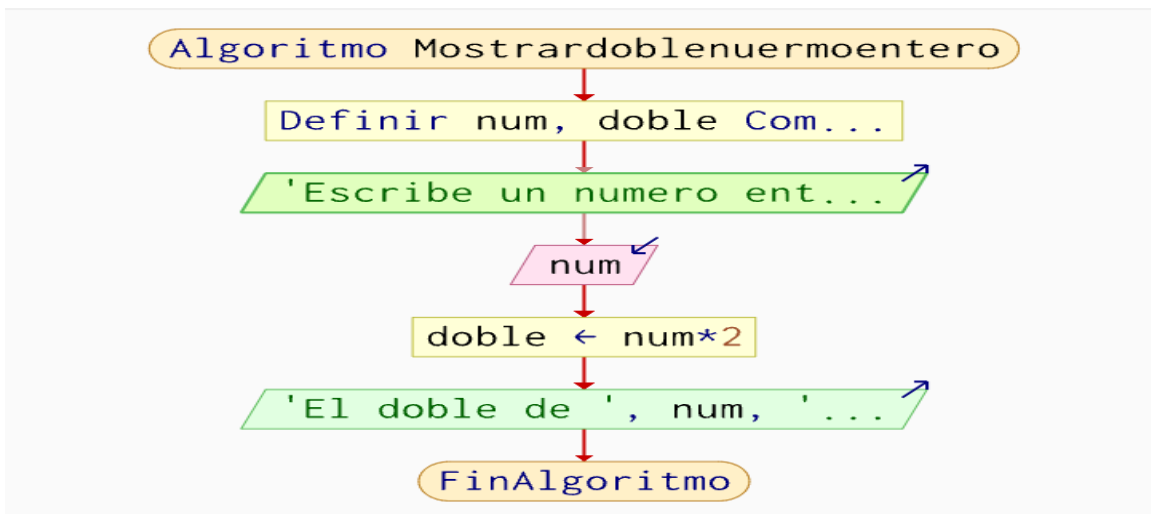 Algoritmo Mostrardoblenuermoentero
Definir num, doble Com...
'Escribe un numero ent...
num
doble ← num*2
'El doble de ', num, '...
FinAlgoritmo